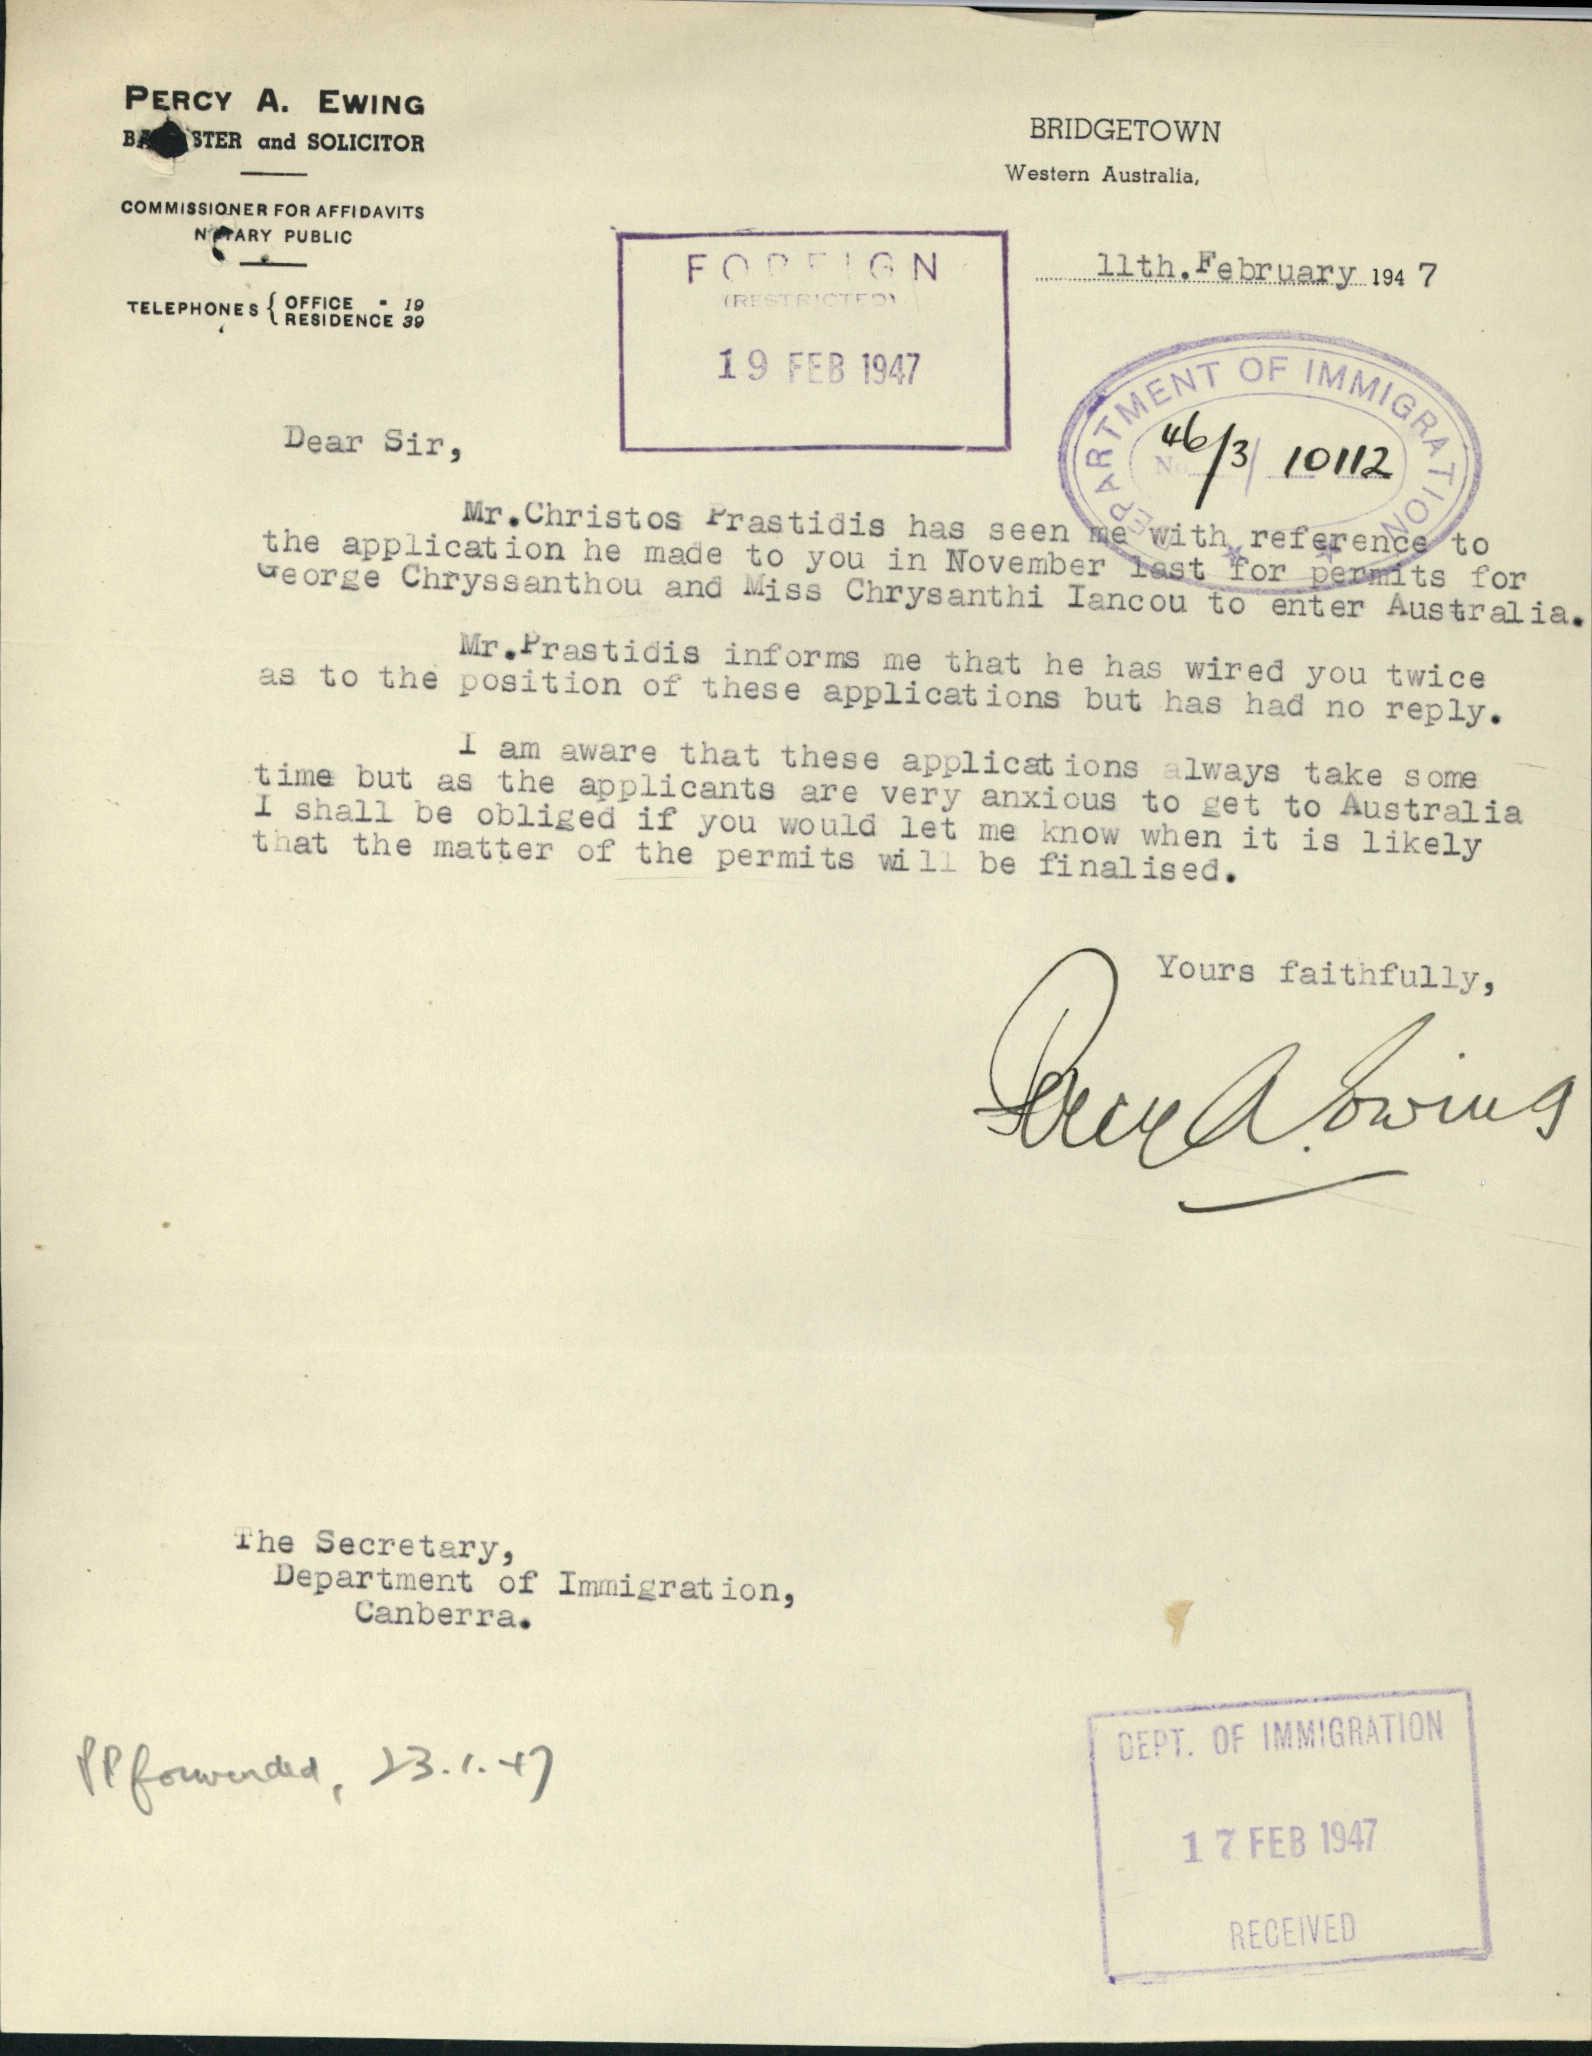 PERCY A. EWING
BARRISTER and SOLICITOR
COMMISSIONER FOR AFFIDAVITS
NOTARY PUBLIC
TELEPHONES { OFFICE - 19
RESIDENCE 39
BRIDGETOWN
Western Australia,
11th.February 1947
FOREIGN
(RESTRICTED)
19 FEB 1947
DEPARTMENT OF IMMIGRATION
No. 46/3/10112
Dear Sir,
Mr.Christos Prastidis has seen me with reference to
the application he made to you in November last for permits for
George Chryssanthou and Miss Chrysanthi Iancou to enter Australia.
Mr.Prastidis informs me that he has wired you twice
as to the position of these applications but has had no reply.
I am aware that these applications always take some
time but as the applicants are very anxious to get to Australia
I shall be obliged if you would let me know when it is likely
that the matter of the permits will be finalised.
Yours faithfully,
Percy A. Ewing
The Secretary,
Department of Immigration,
Canberra.
PP forwarded, 23.1.47
DEPT. OF IMMIGRATION
17 FEB 1947
RECEIVED